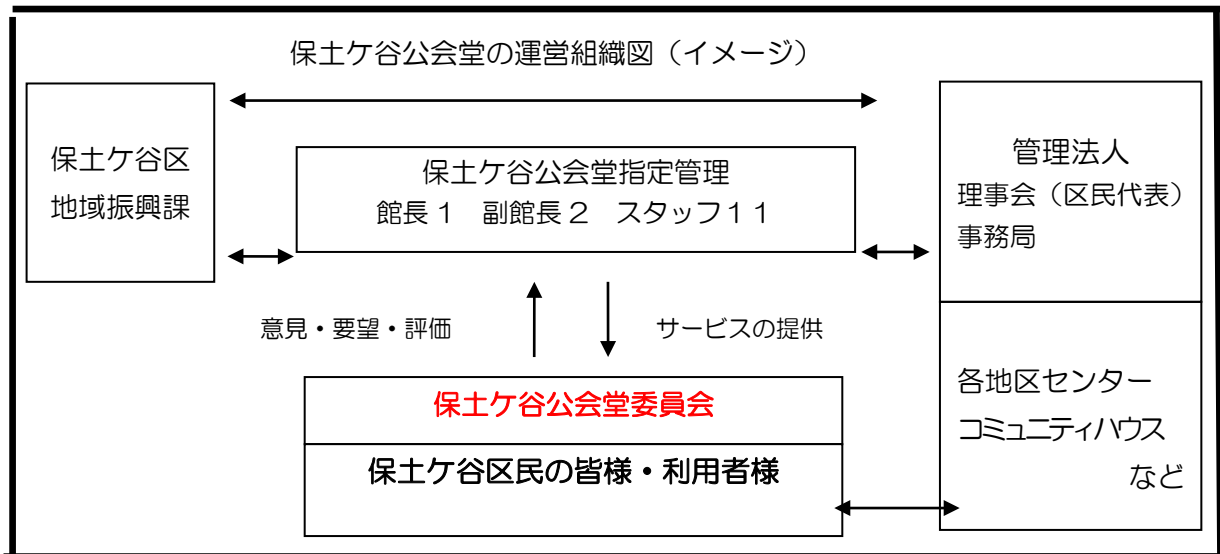 保土ケ谷公会堂の運営組織図（イメージ）
保土ケ谷区
地域振興課
保土ケ谷公会堂指定管理
館長１　副館長２　スタッフ１１
管理法人
理事会（区民代表）
事務局
意見・要望・評価
サービスの提供
保土ケ谷公会堂委員会
保土ケ谷区民の皆様・利用者様
各地区センター
コミュニティハウス
など